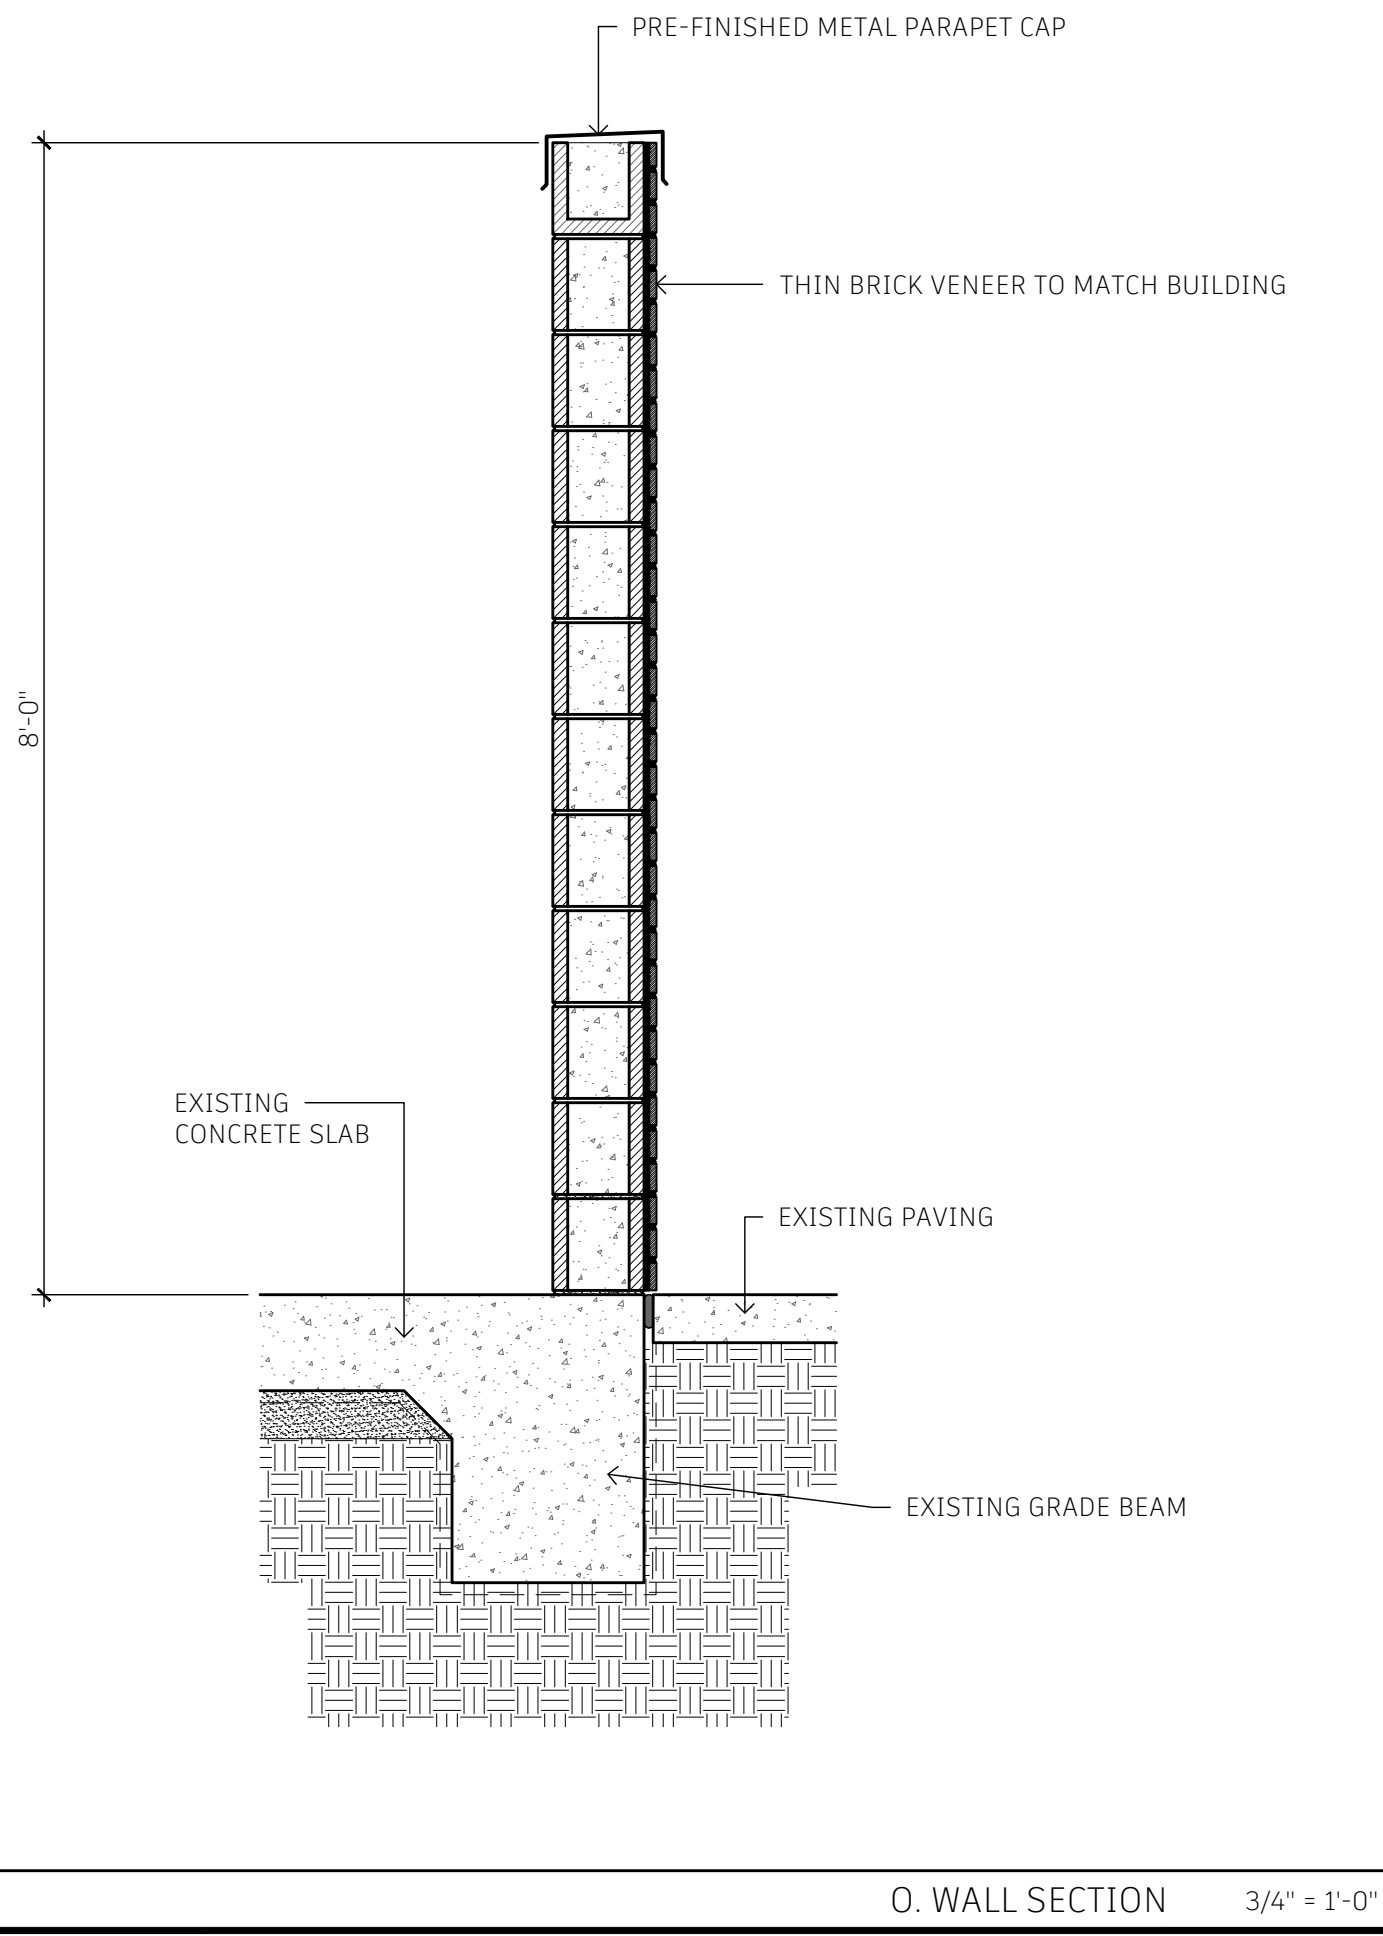 PRE-FINISHED METAL PARAPET CAP
THIN BRICK VENEER TO MATCH BUILDING
8'-0"
EXISTING
CONCRETE SLAB
EXISTING PAVING
EXISTING GRADE BEAM
O. WALL SECTION 3/4" = 1'-0"